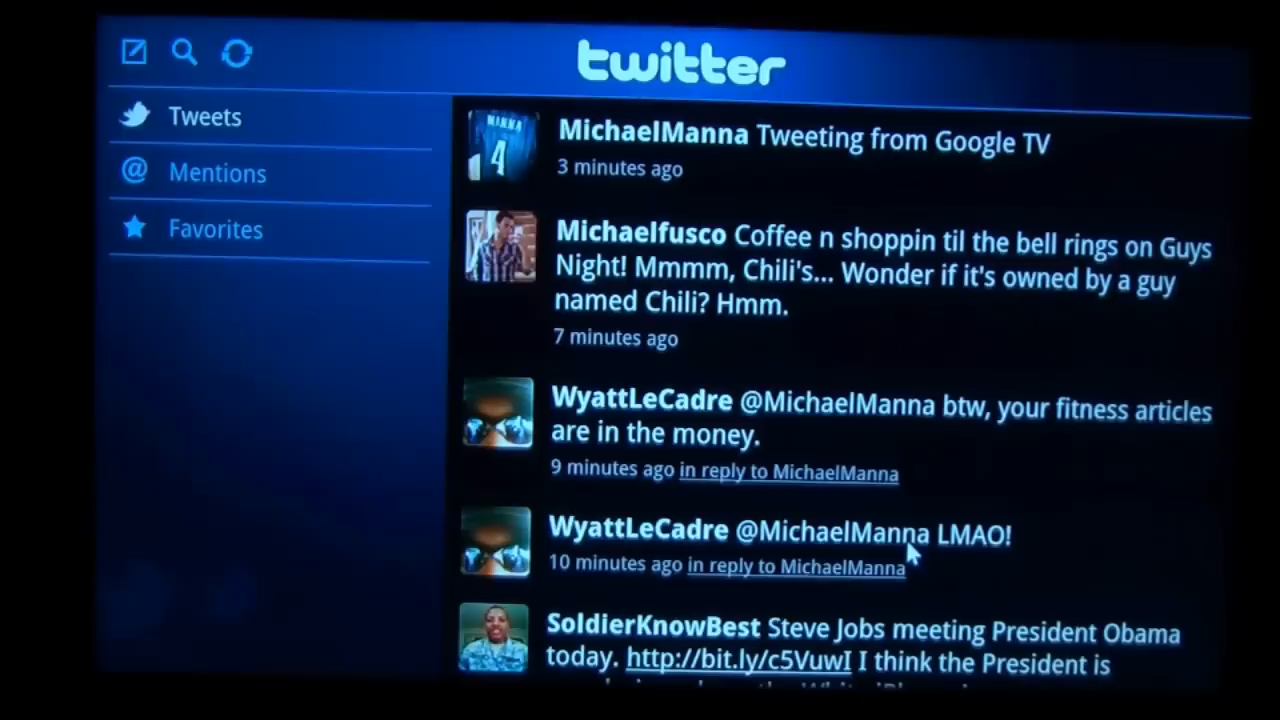 twitter
Tweets
@ Mentions
Favorites
MANNA
4
MichaelManna Tweeting from Google TV
3 minutes ago
Michaelfusco Coffee n shoppin til the bell rings on Guys
Night! Mmmm, Chili's... Wonder if it's owned by a guy
named Chili? Hmm.
7 minutes ago
WyattLeCadre @MichaelManna btw, your fitness articles
are in the money.
9 minutes ago in reply to MichaelManna
WyattLeCadre @MichaelManna LMAO!
10 minutes ago in reply to MichaelManna
SoldierKnowBest Steve Jobs meeting President Obama
today. http://bit.ly/c5VuwI I think the President is